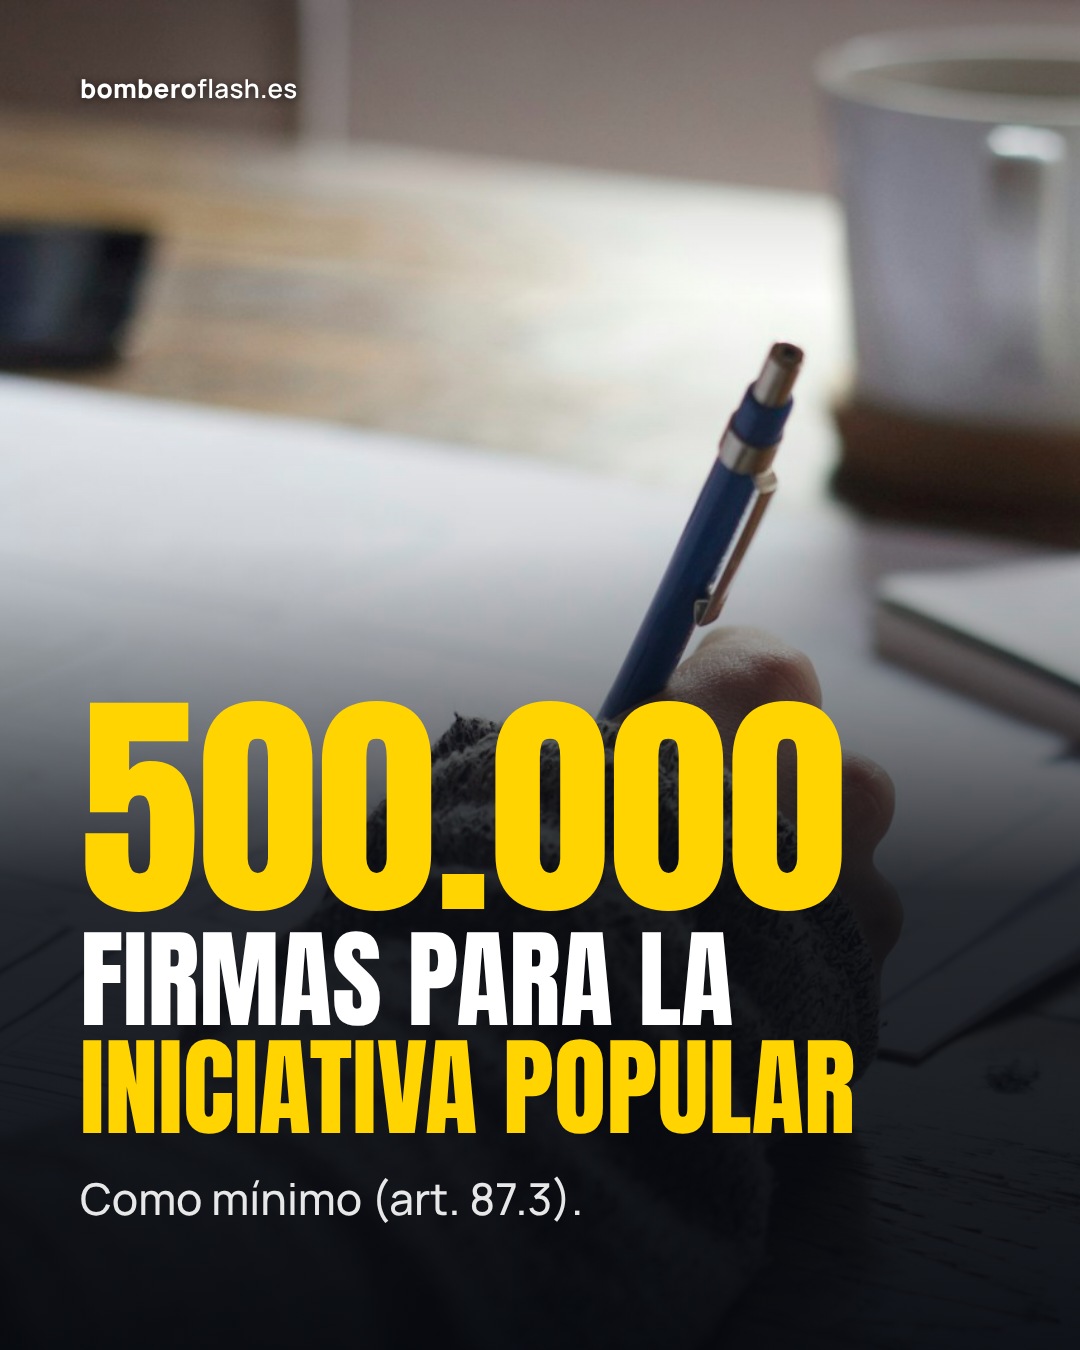 bomberoflash.es
500.000
FIRMAS PARA LA
INICIATIVA POPULAR
Como mínimo (art. 87.3).